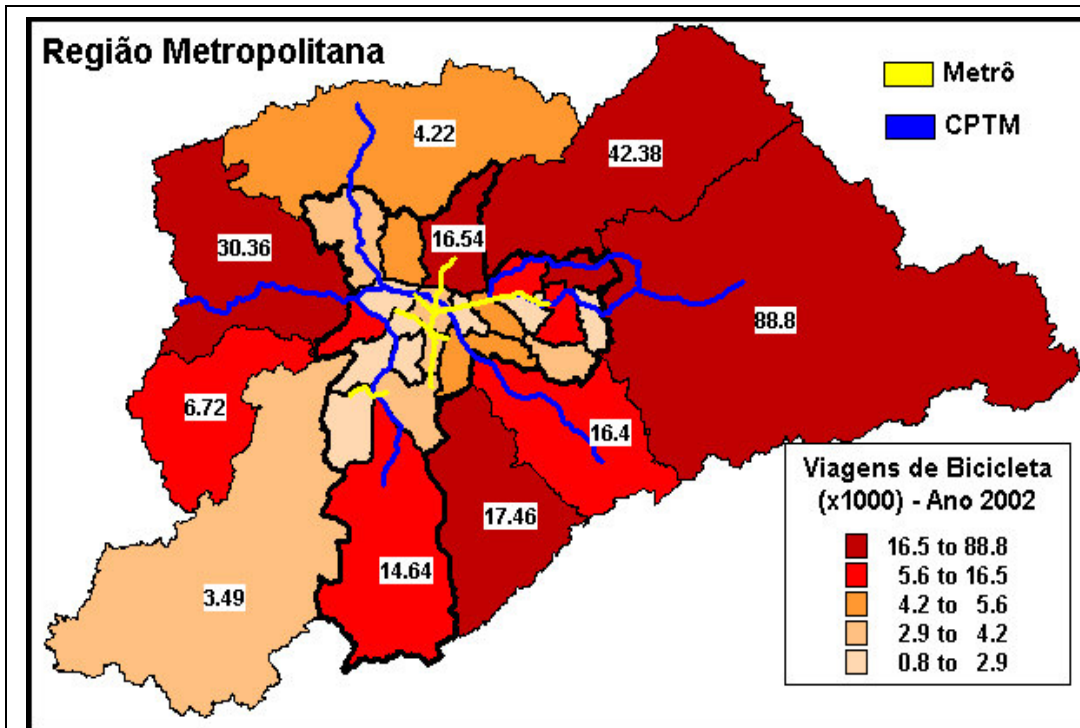 Região Metropolitana
Metrô
CPTM
4.22
42.38
30.36
16.54
88.8
6.72
16.4
17.46
14.64
3.49
Viagens de Bicicleta
(x1000) - Ano 2002
16.5 to 88.8
5.6 to 16.5
4.2 to 5.6
2.9 to 4.2
0.8 to 2.9